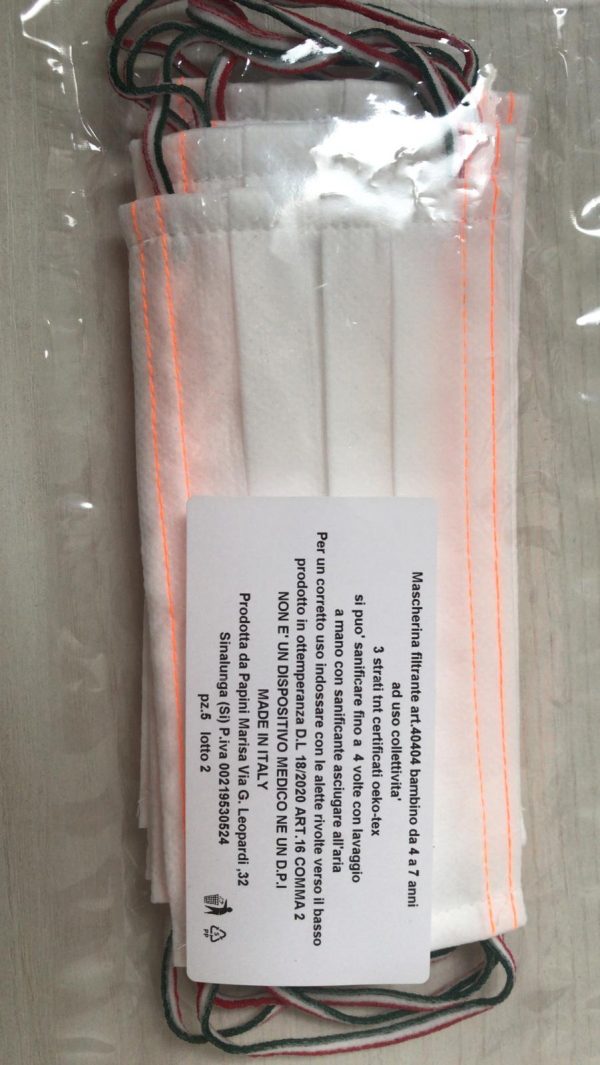 Mascherina filtrante art.40404 bambino da 4 a 7 anni
ad uso collettivita'
3 strati tnt certificati oeko-tex
si puo' sanificare fino a 4 volte con lavaggio
a mano con sanificante asciugare all'aria
Per un corretto uso indossare con le alette rivolte verso il basso
prodotto in ottemperanza D.L 18/2020 ART.16 COMMA 2
NON E' UN DISPOSITIVO MEDICO NE UN D.P.I
MADE IN ITALY
Prodotta da Papini Marisa Via G. Leopardi ,32
Sinalunga (Si) P.iva 00219530524
pz.5 lotto 2
5
PP